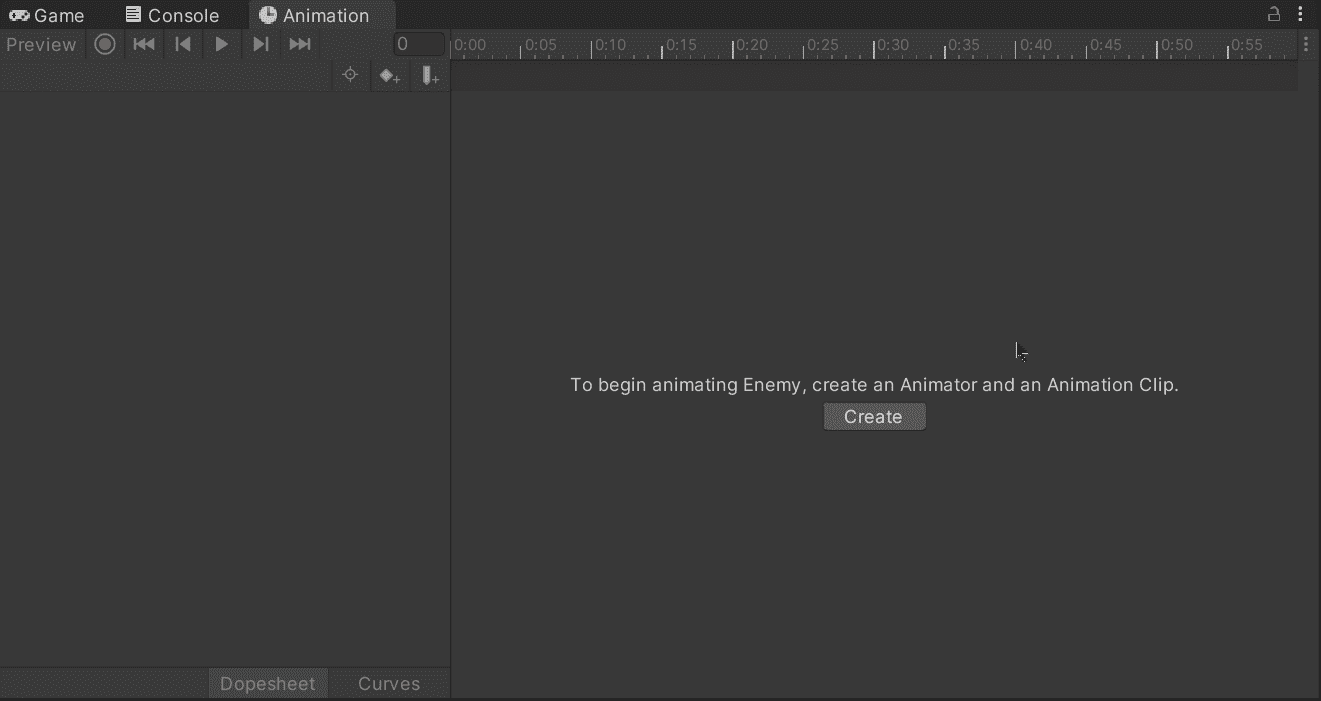 Game Console Animation
Preview 0 0:00 0:05 0:10 0:15 0:20 0:25 0:30 0:35 0:40 0:45 0:50 0:55
To begin animating Enemy, create an Animator and an Animation Clip.
Create
Dopesheet Curves